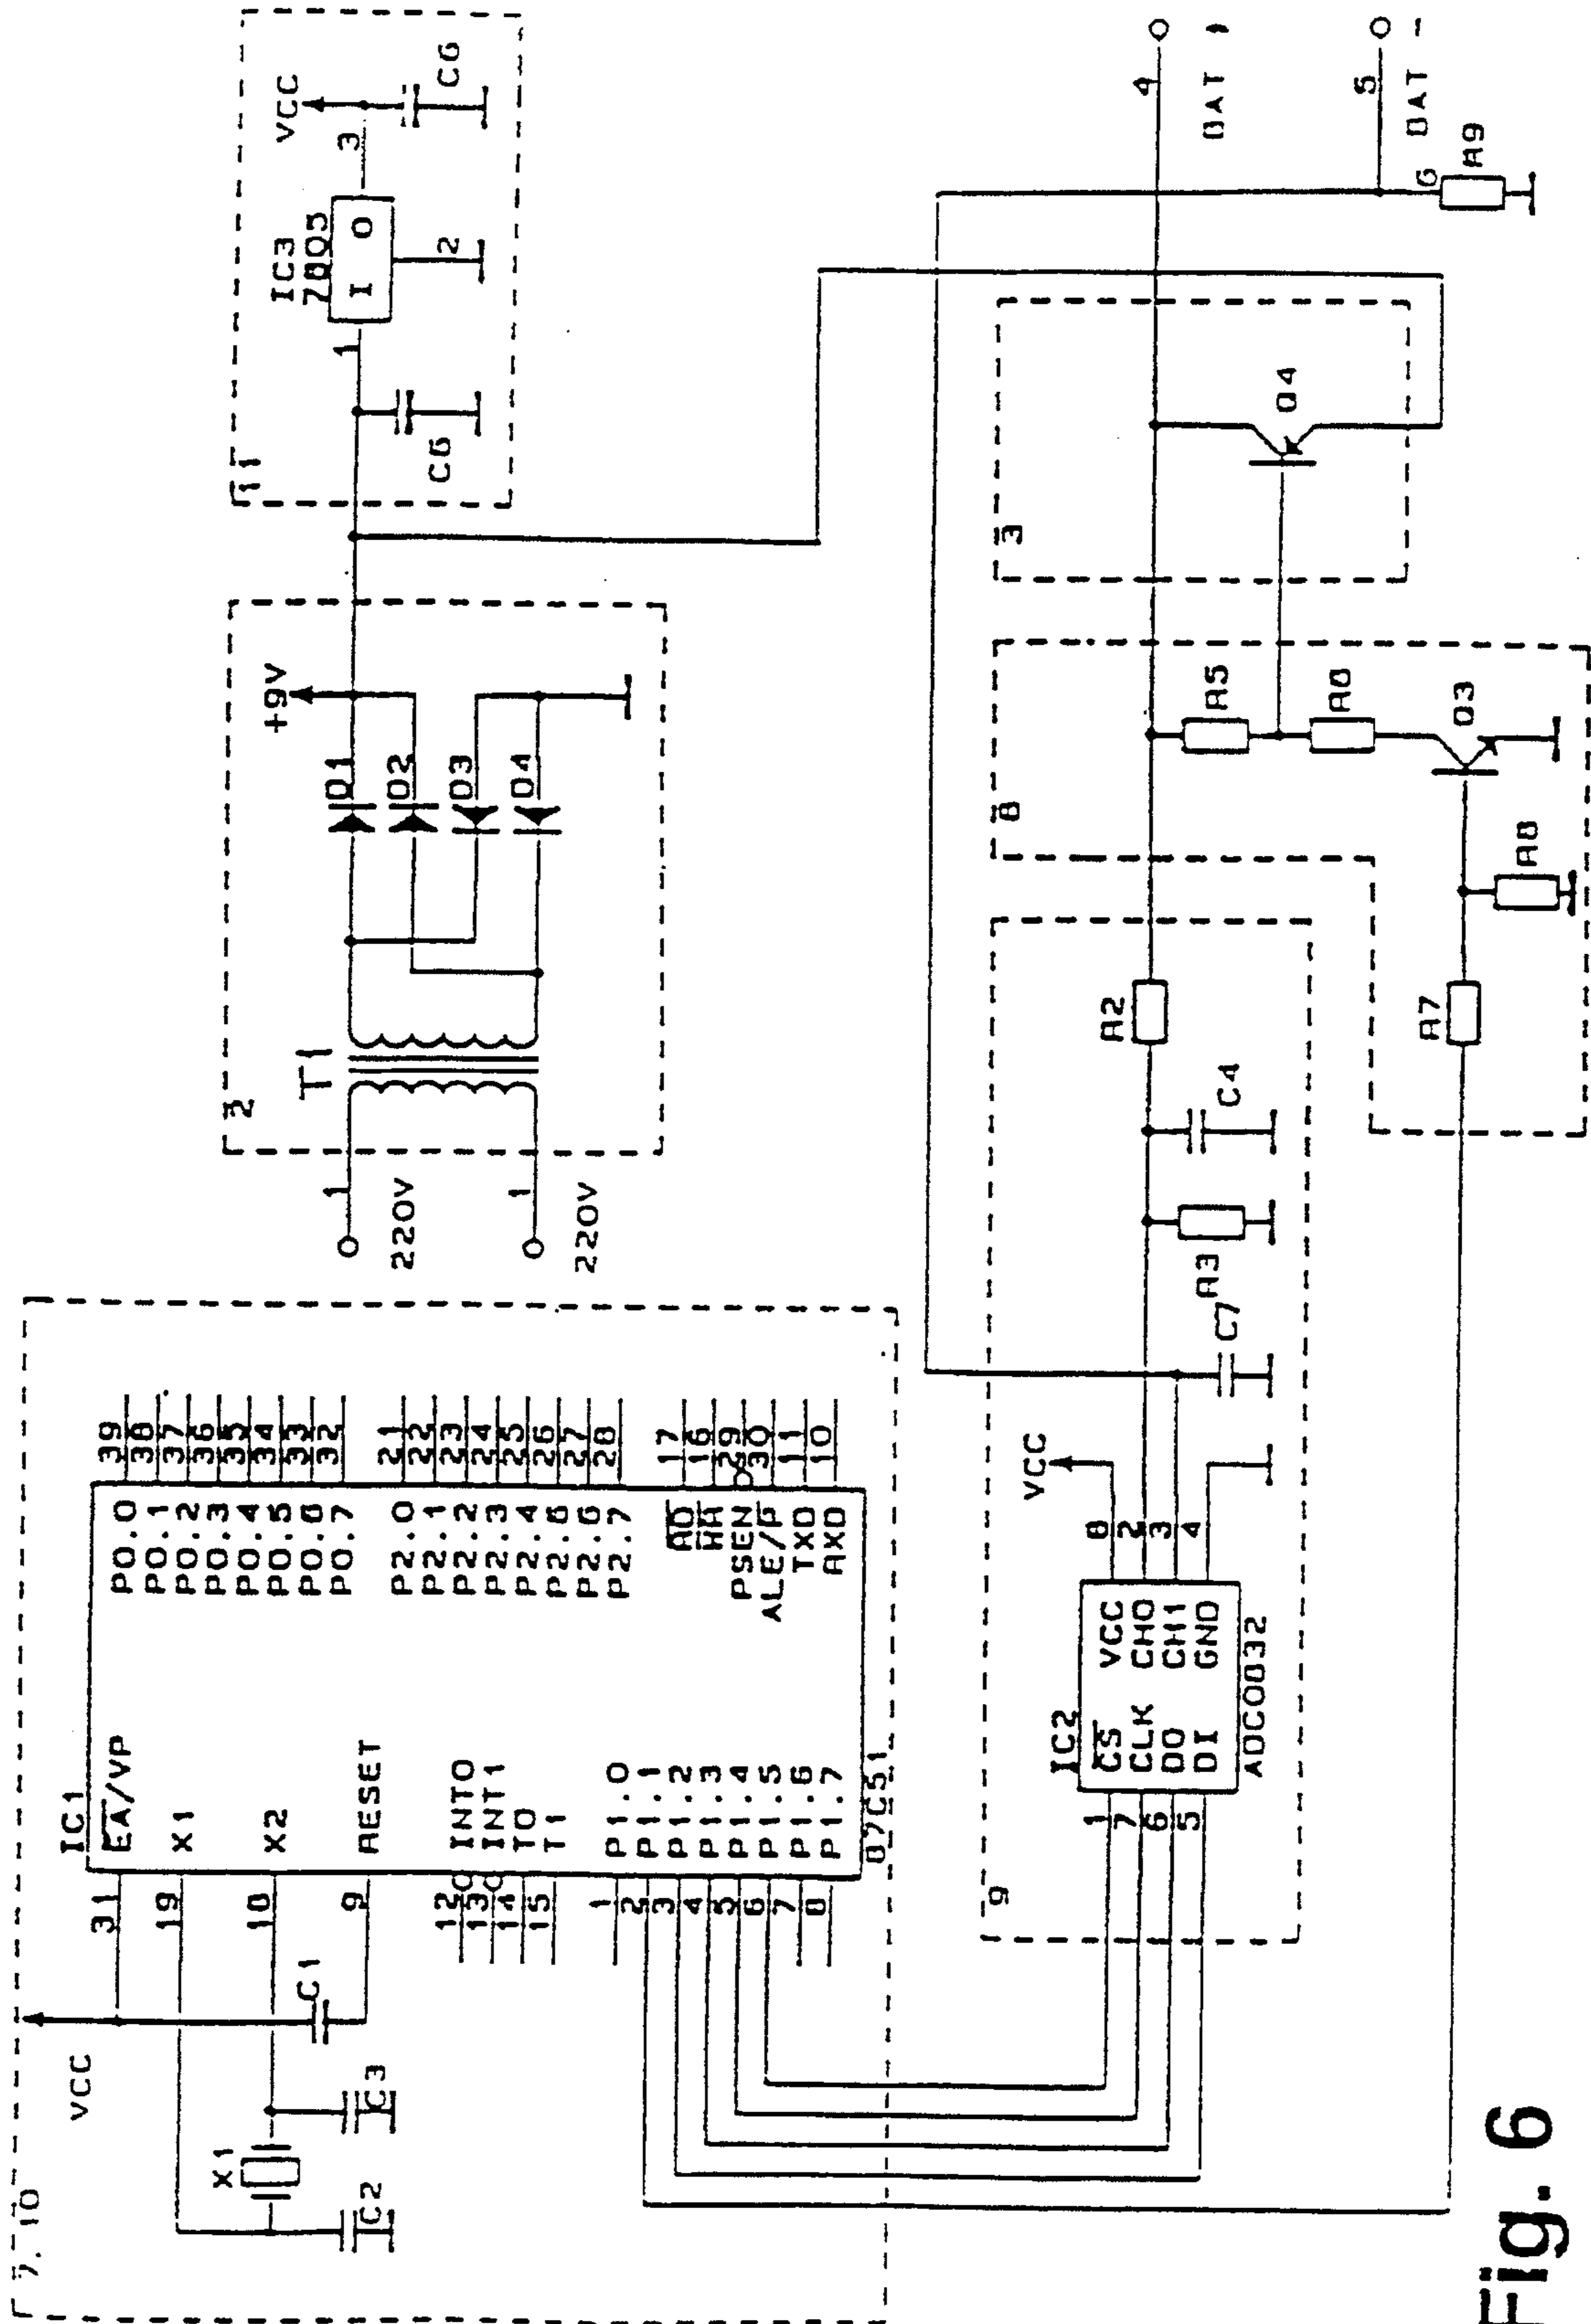 7. 10
VCC
X1
C2
C3
C1
IC1
31
19
18
9
12
13
14
15
1
2
3
4
5
6
7
8
EA/VP
X1
X2
RESET
INT0
INT1
T0
T1
P1.0
P1.1
P1.2
P1.3
P1.4
P1.5
P1.6
P1.7
87C51
P0.0
P0.1
P0.2
P0.3
P0.4
P0.5
P0.6
P0.7
P2.0
P2.1
P2.2
P2.3
P2.4
P2.5
P2.6
P2.7
RD
WR
PSEN
ALE/P
TXD
RXD
39
38
37
36
35
34
33
32
21
22
23
24
25
26
27
28
17
16
29
30
11
10
220V
1
220V
1
2
T1
D1
D2
D3
D4
+9V
11
C6
1
IC3
7805
I O
2
3
VCC
C6
9
IC2
CS
CLK
DO
DI
VCC
CH0
CH1
GND
ADC0832
1
7
6
5
8
2
3
4
VCC
C7
R3
C4
R2
8
R7
R8
R5
R6
Q3
3
Q4
4
BAT +
5
BAT -
6
R9
Fig. 6